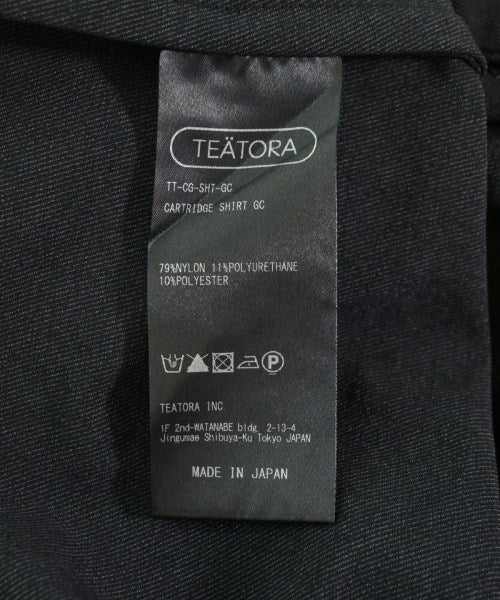 TEÄTORA
TT-CG-SHT-GC
CARTRIDGE SHIRT GC
79%NYLON 11%POLYURETHANE
10%POLYESTER
P
TEATORA INC.
1F 2nd-WATANABE bldg 2-13-4
Jingumae Shibuya-Ku Tokyo JAPAN
MADE IN JAPAN